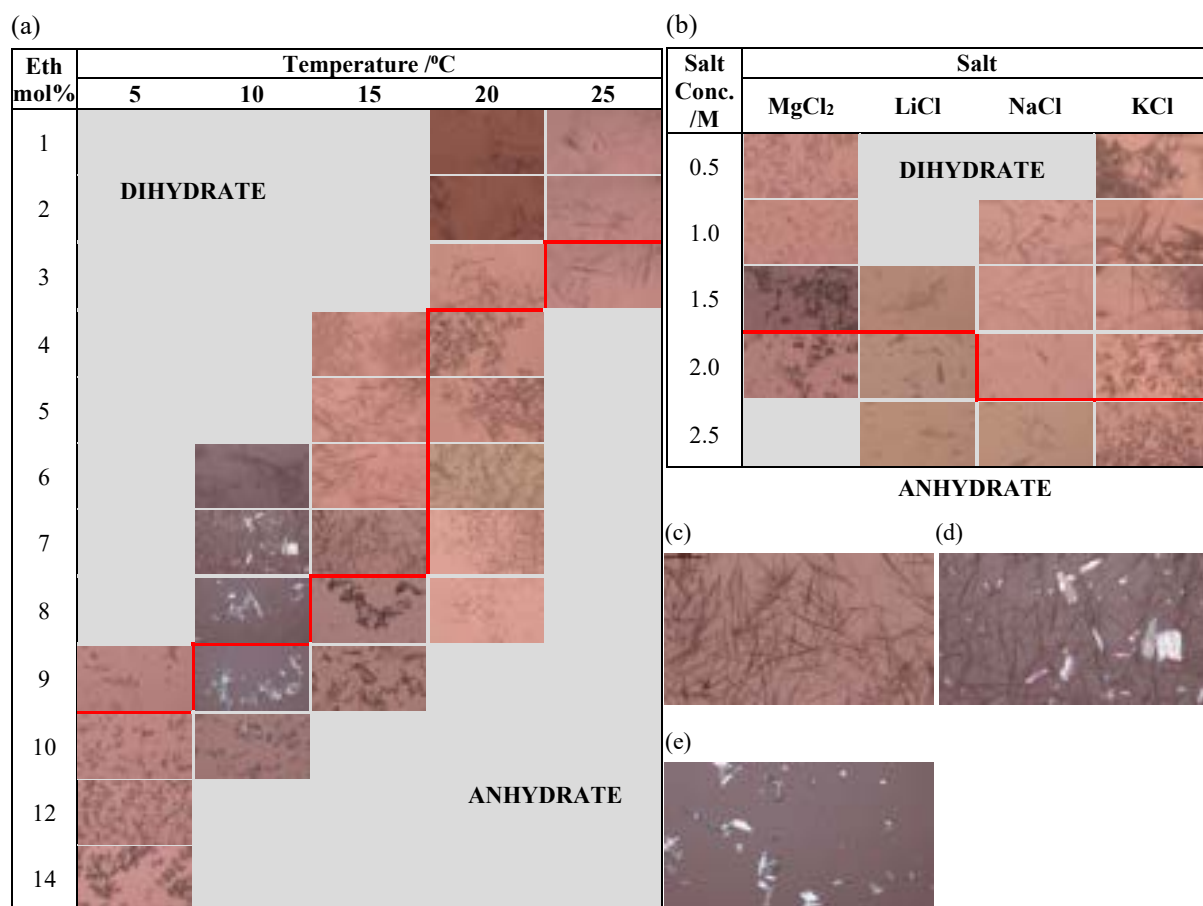 (a)
Eth mol%
Temperature /⁰C
5 10 15 20 25
1
2
3
4
5
6
7
8
9
10
12
14
DIHYDRATE
ANHYDRATE
(b)
Salt Conc. /M
Salt
MgCl₂ LiCl NaCl KCl
0.5
1.0
1.5
2.0
2.5
DIHYDRATE
ANHYDRATE
(c)
(d)
(e)